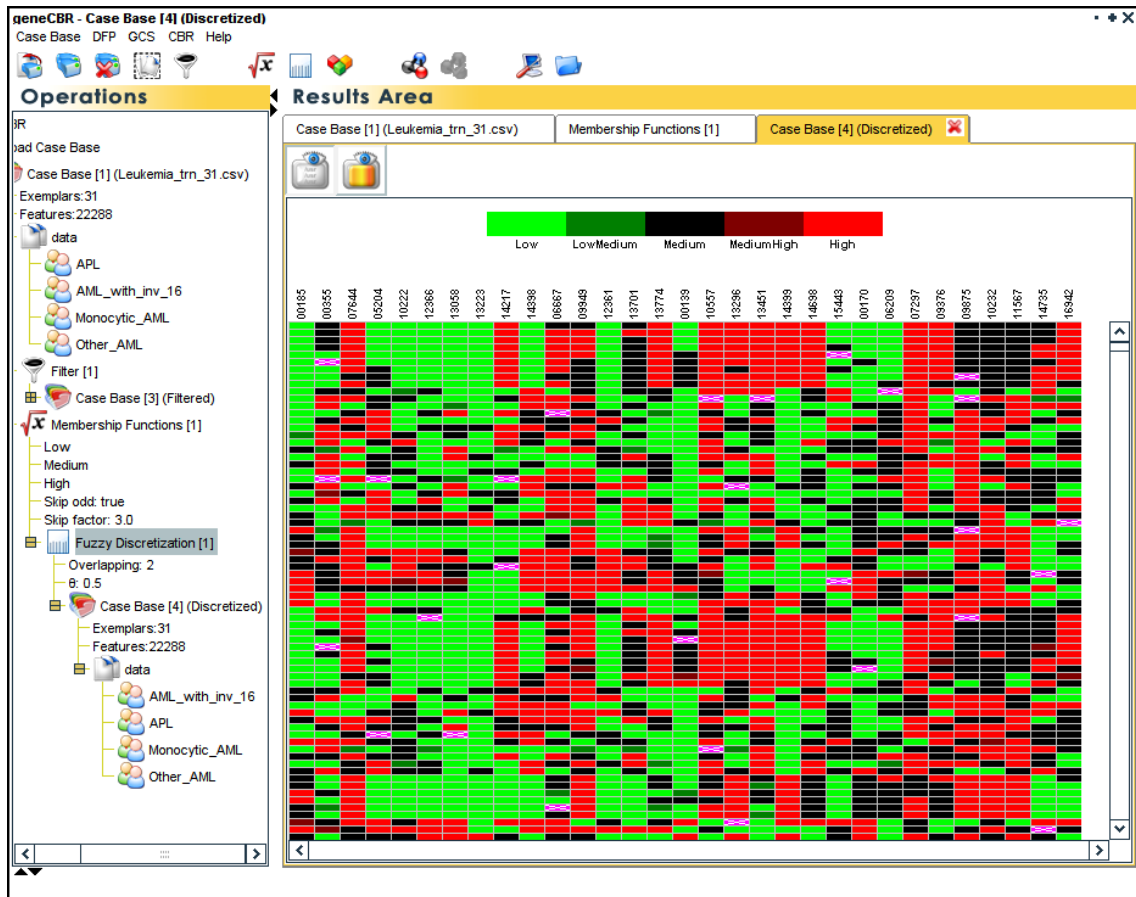 geneCBR - Case Base [4] (Discretized)
Case Base DFP GCS CBR Help
Operations
Results Area
BR
oad Case Base
Case Base [1] (Leukemia_trn_31.csv)
Exemplars:31
Features:22288
data
APL
AML_with_inv_16
Monocytic_AML
Other_AML
Filter [1]
Case Base [3] (Filtered)
Membership Functions [1]
Low
Medium
High
Skip odd: true
Skip factor: 3.0
Fuzzy Discretization [1]
Overlapping: 2
θ: 0.5
Case Base [4] (Discretized)
Exemplars:31
Features:22288
data
AML_with_inv_16
APL
Monocytic_AML
Other_AML
Case Base [1] (Leukemia_trn_31.csv) Membership Functions [1] Case Base [4] (Discretized)
Low LowMedium Medium MediumHigh High
00185 00355 07644 05204 10222 12366 13058 13223 14217 14398 06667 09949 12361 13701 13774 00139 10557 13296 13451 14399 14698 15443 00170 06209 07297 09376 09875 10232 11567 14735 16942